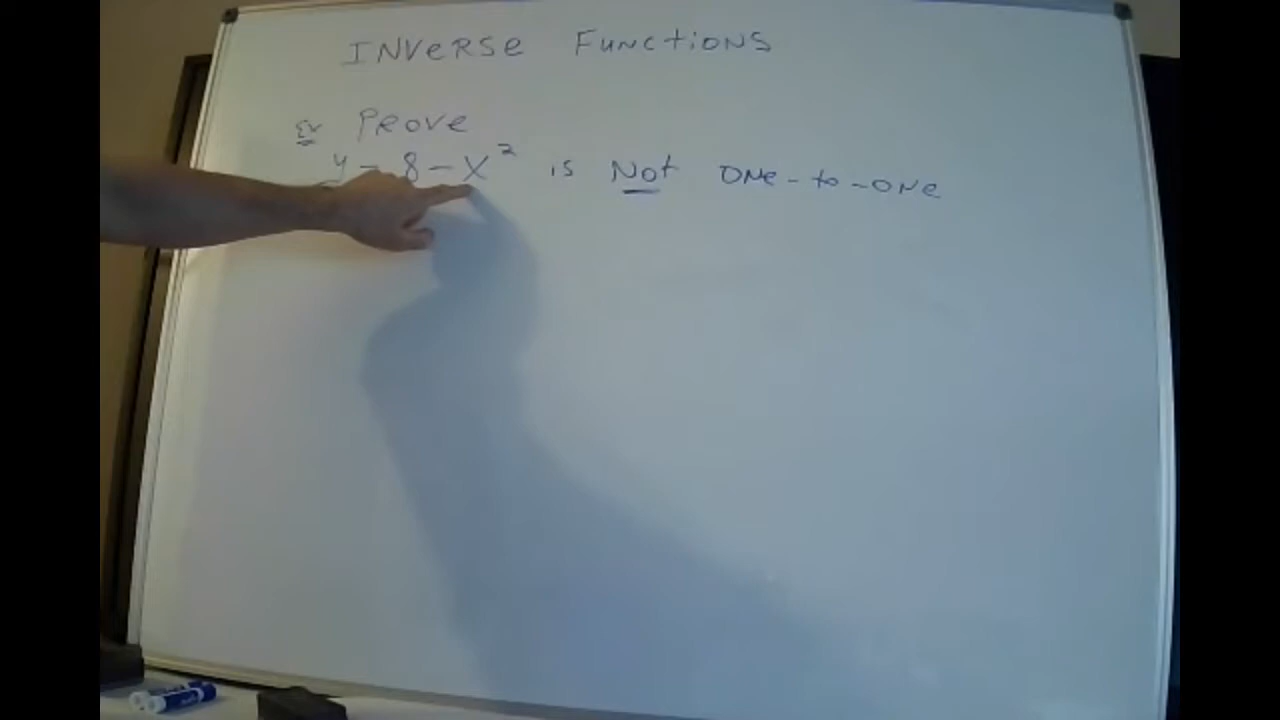 INVERSE FUNCTIONS
Ex PROVE
y = 8 - x² is Not ONE-to-ONE